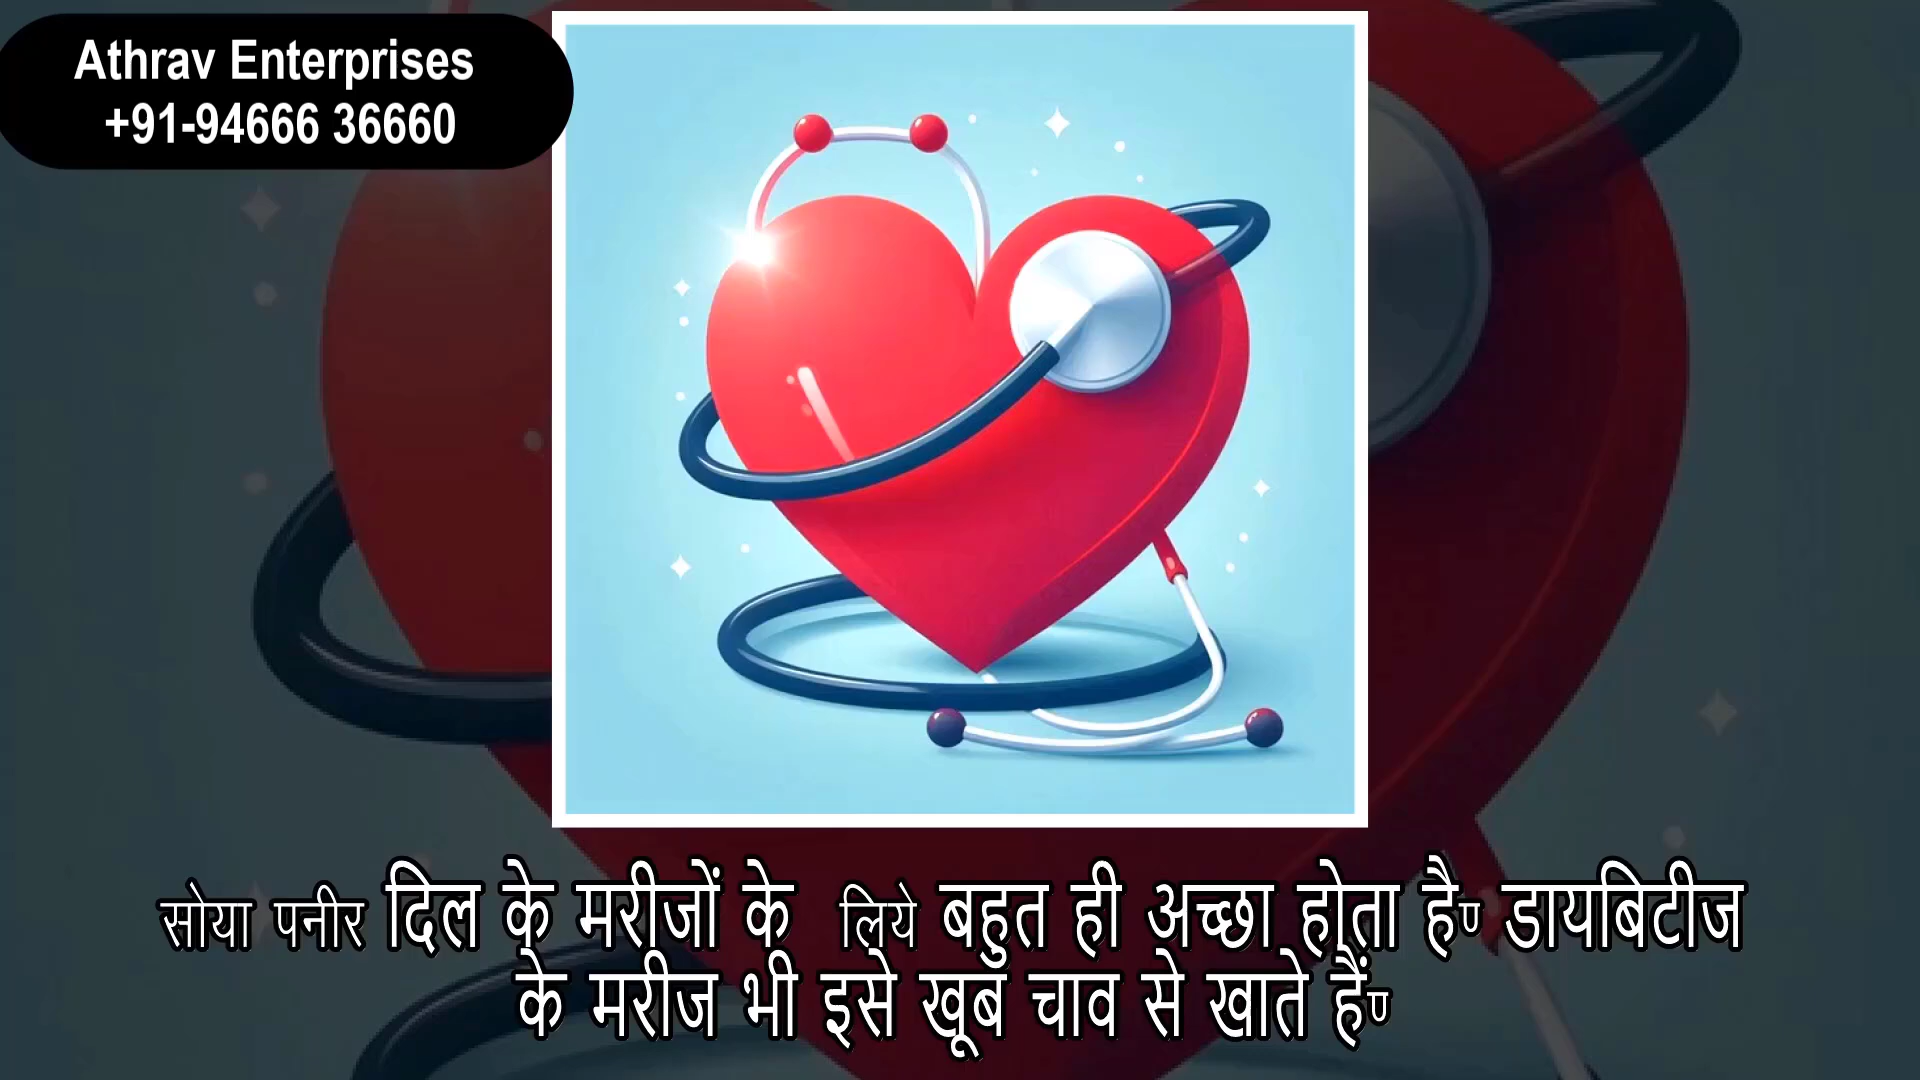 Athrav Enterprises
+91-94666 36660
सोया पनीर दिल के मरीजों के लिये बहुत ही अच्छा होता हैण् डायबिटीज
के मरीज भी इसे खूब चाव से खाते हैंण्